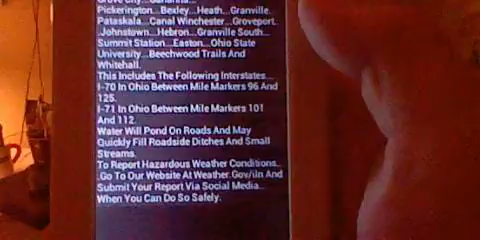 Grove City...Gahanna...
Pickerington...Bexley...Heath...Granville.
Pataskala...Canal Winchester...Groveport.
.Johnstown...Hebron...Granville South...
Summit Station...Easton...Ohio State
University...Beechwood Trails And
Whitehall.
This Includes The Following Interstates...
I-70 In Ohio Between Mile Markers 96 And
125.
I-71 In Ohio Between Mile Markers 101
And 112.
Water Will Pond On Roads And May
Quickly Fill Roadside Ditches And Small
Streams.
To Report Hazardous Weather Conditions..
.Go To Our Website At Weather.Gov/iln And
Submit Your Report Via Social Media...
When You Can Do So Safely.